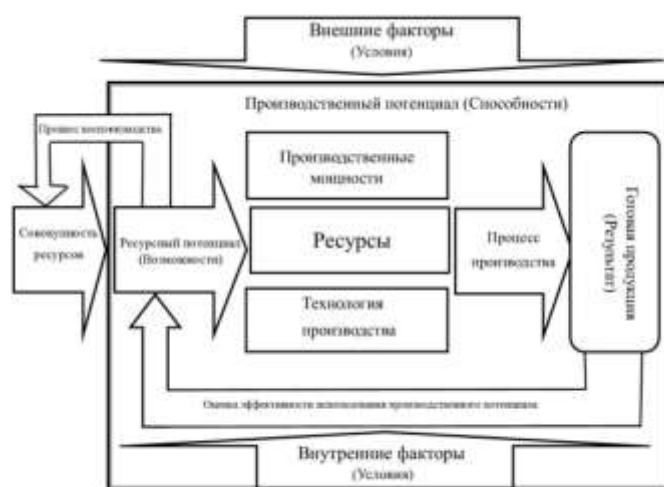 Внешние факторы
(Условия)
Производственный потенциал (Способности)
Процесс воспроизводства
Производственные
мощности
Совокупность
ресурсов
Ресурсный потенциал
(Возможности)
Ресурсы
Процесс
производства
Готовая продукция
(Результат)
Технология
производства
Оценка эффективности использования производственного потенциала
Внутренние факторы
(Условия)